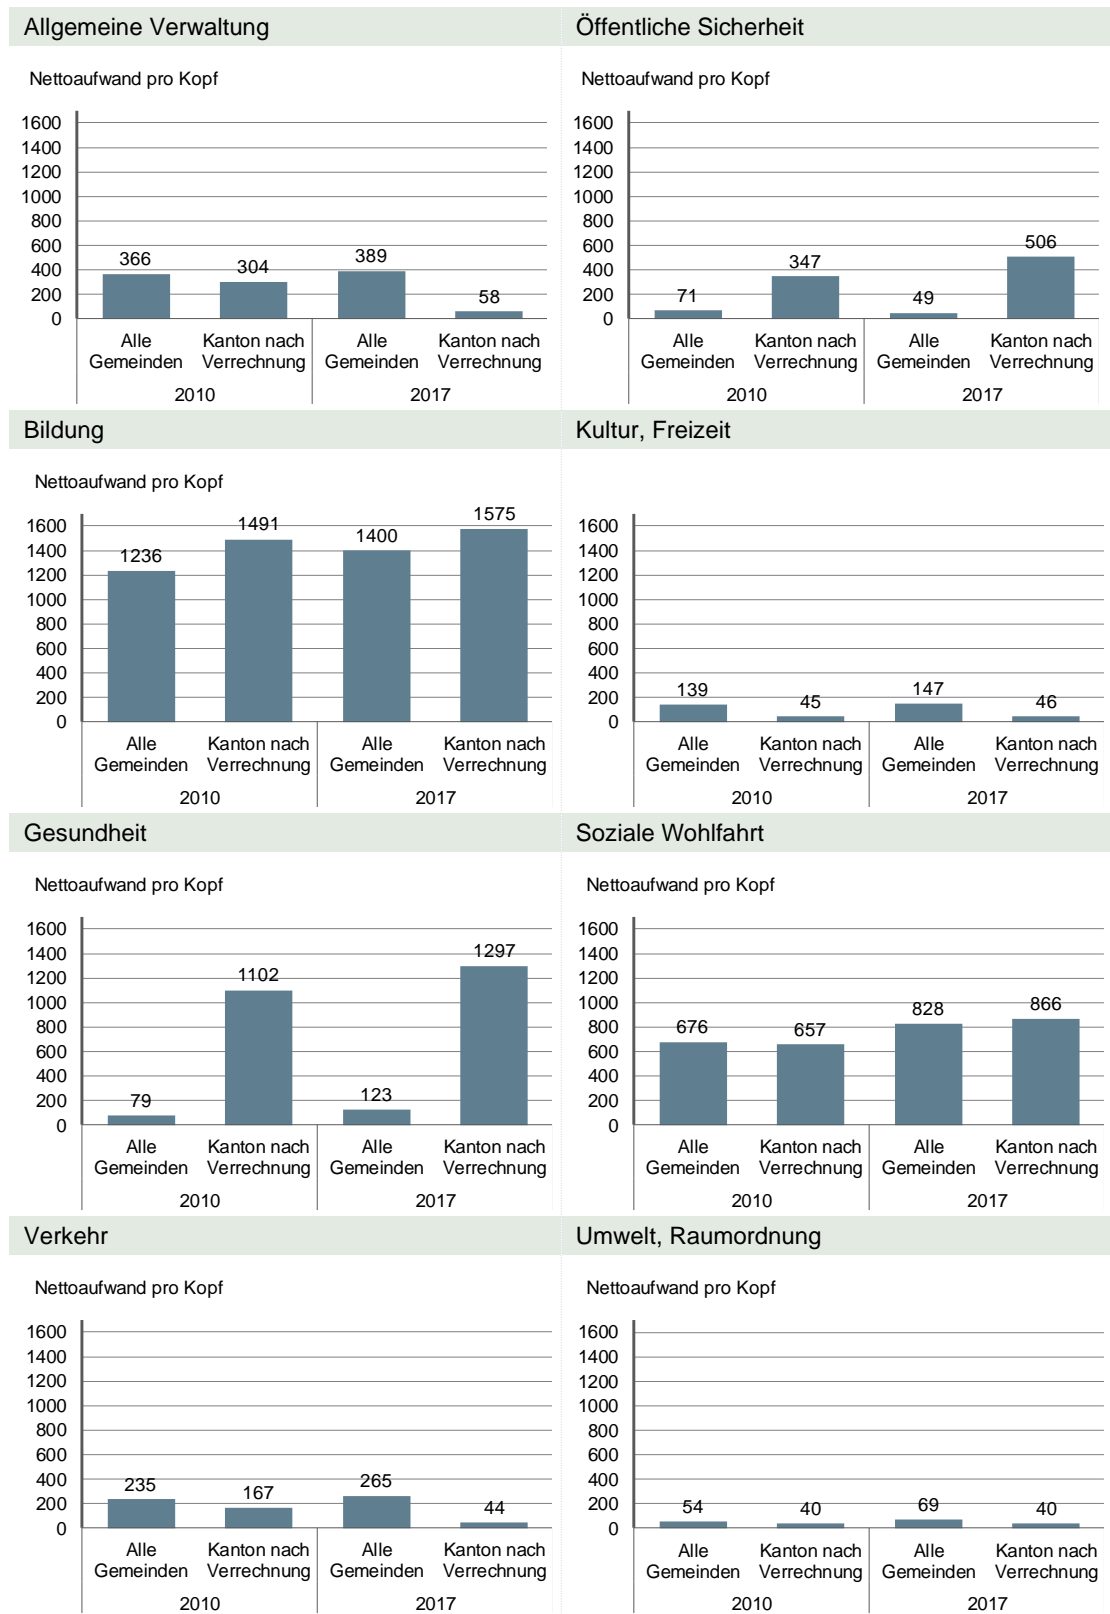 Allgemeine Verwaltung
Nettoaufwand pro Kopf
1600
1400
1200
1000
800
600
400
200
0
366
304
389
58
Alle Gemeinden
Kanton nach Verrechnung
Alle Gemeinden
Kanton nach Verrechnung
2010
2017
Öffentliche Sicherheit
Nettoaufwand pro Kopf
1600
1400
1200
1000
800
600
400
200
0
71
347
49
506
Alle Gemeinden
Kanton nach Verrechnung
Alle Gemeinden
Kanton nach Verrechnung
2010
2017
Bildung
Nettoaufwand pro Kopf
1600
1400
1200
1000
800
600
400
200
0
1236
1491
1400
1575
Alle Gemeinden
Kanton nach Verrechnung
Alle Gemeinden
Kanton nach Verrechnung
2010
2017
Kultur, Freizeit
1600
1400
1200
1000
800
600
400
200
0
139
45
147
46
Alle Gemeinden
Kanton nach Verrechnung
Alle Gemeinden
Kanton nach Verrechnung
2010
2017
Gesundheit
Nettoaufwand pro Kopf
1600
1400
1200
1000
800
600
400
200
0
79
1102
123
1297
Alle Gemeinden
Kanton nach Verrechnung
Alle Gemeinden
Kanton nach Verrechnung
2010
2017
Soziale Wohlfahrt
Nettoaufwand pro Kopf
1600
1400
1200
1000
800
600
400
200
0
676
657
828
866
Alle Gemeinden
Kanton nach Verrechnung
Alle Gemeinden
Kanton nach Verrechnung
2010
2017
Verkehr
Nettoaufwand pro Kopf
1600
1400
1200
1000
800
600
400
200
0
235
167
265
44
Alle Gemeinden
Kanton nach Verrechnung
Alle Gemeinden
Kanton nach Verrechnung
2010
2017
Umwelt, Raumordnung
Nettoaufwand pro Kopf
1600
1400
1200
1000
800
600
400
200
0
54
40
69
40
Alle Gemeinden
Kanton nach Verrechnung
Alle Gemeinden
Kanton nach Verrechnung
2010
2017